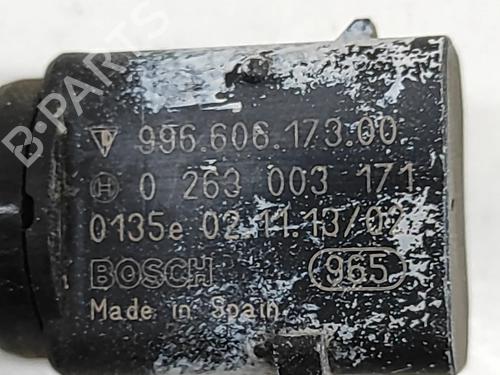 996.606.173.00
0 263 003 171
0135e 02.11.13/02
BOSCH 965
Made in Spain
B-PARTS